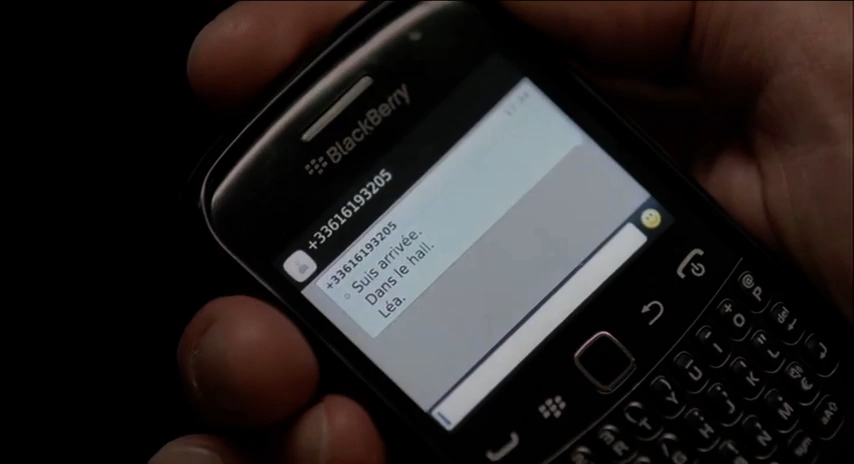 BlackBerry
+33616193205
+33616193205
Suis arrivée.
Dans le hall.
Léa.